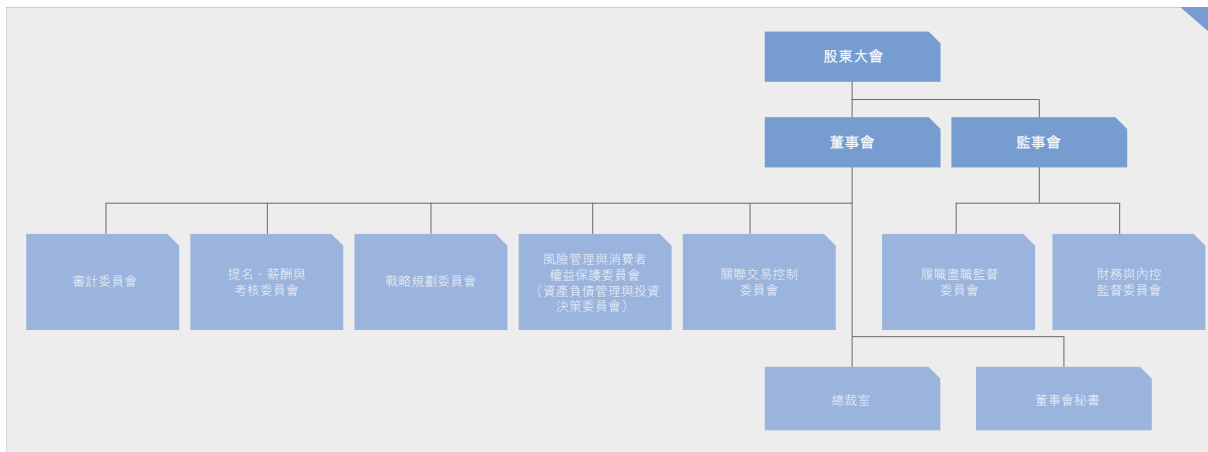 股東大會
董事會
監事會
審計委員會
提名、薪酬與
考核委員會
戰略規劃委員會
風險管理與消費者
權益保護委員會
（資產負債管理與投資
決策委員會）
關聯交易控制
委員會
履職盡職監督
委員會
財務與內控
監督委員會
總裁室
董事會秘書